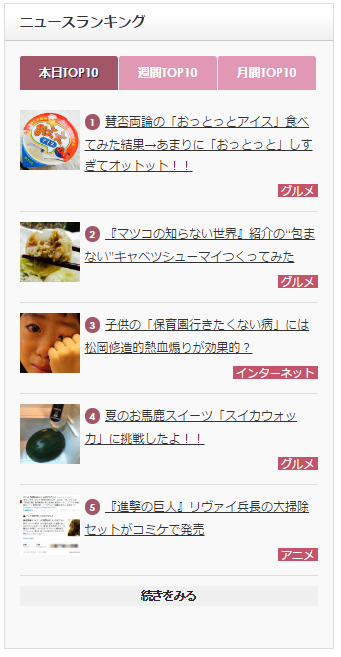 ニュースランキング
本日TOP10
週間TOP10
月間TOP10
1 賛否両論の「おっとっとアイス」食べ
てみた結果→あまりに「おっとっと」しす
ぎてオットット！！
グルメ
2 『マツコの知らない世界』紹介の“包ま
ない”キャベツシューマイつくってみた
グルメ
3 子供の「保育園行きたくない病」には
松岡修造的熱血煽りが効果的？
インターネット
4 夏のお馬鹿スイーツ「スイカウォッ
カ」に挑戦したよ！！
グルメ
5 『進撃の巨人』リヴァイ兵長の大掃除
セットがコミケで発売
アニメ
続きをみる